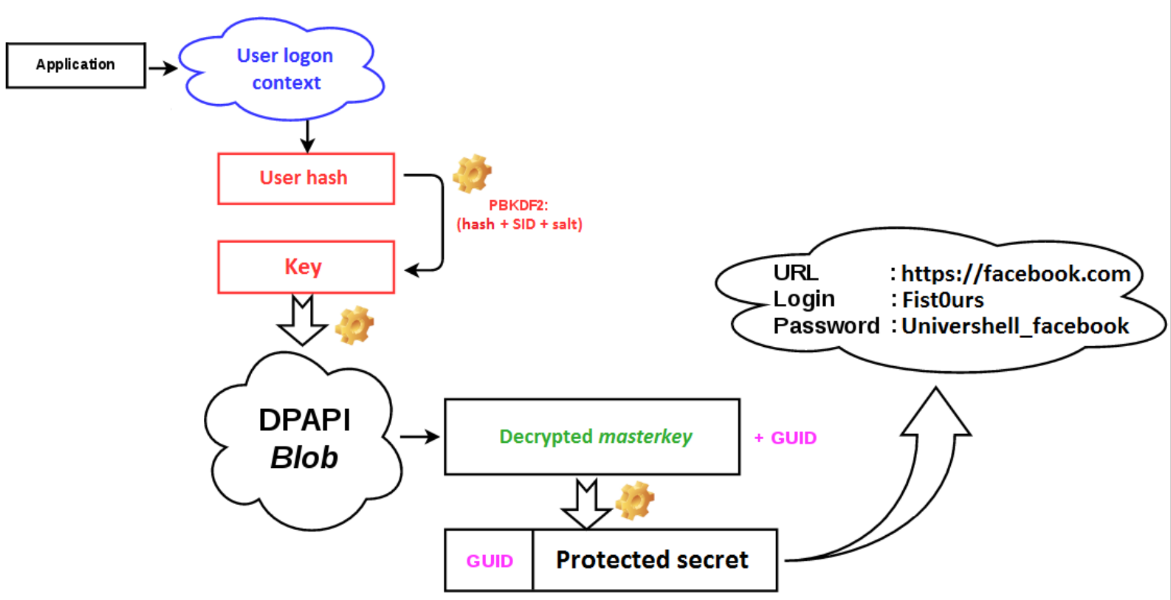 Application
User logon
context
User hash
PBKDF2:
(hash + SID + salt)
Key
URL : https://facebook.com
Login : Fist0urs
Password : Univershell_facebook
DPAPI
Blob
Decrypted masterkey
+ GUID
GUID
Protected secret